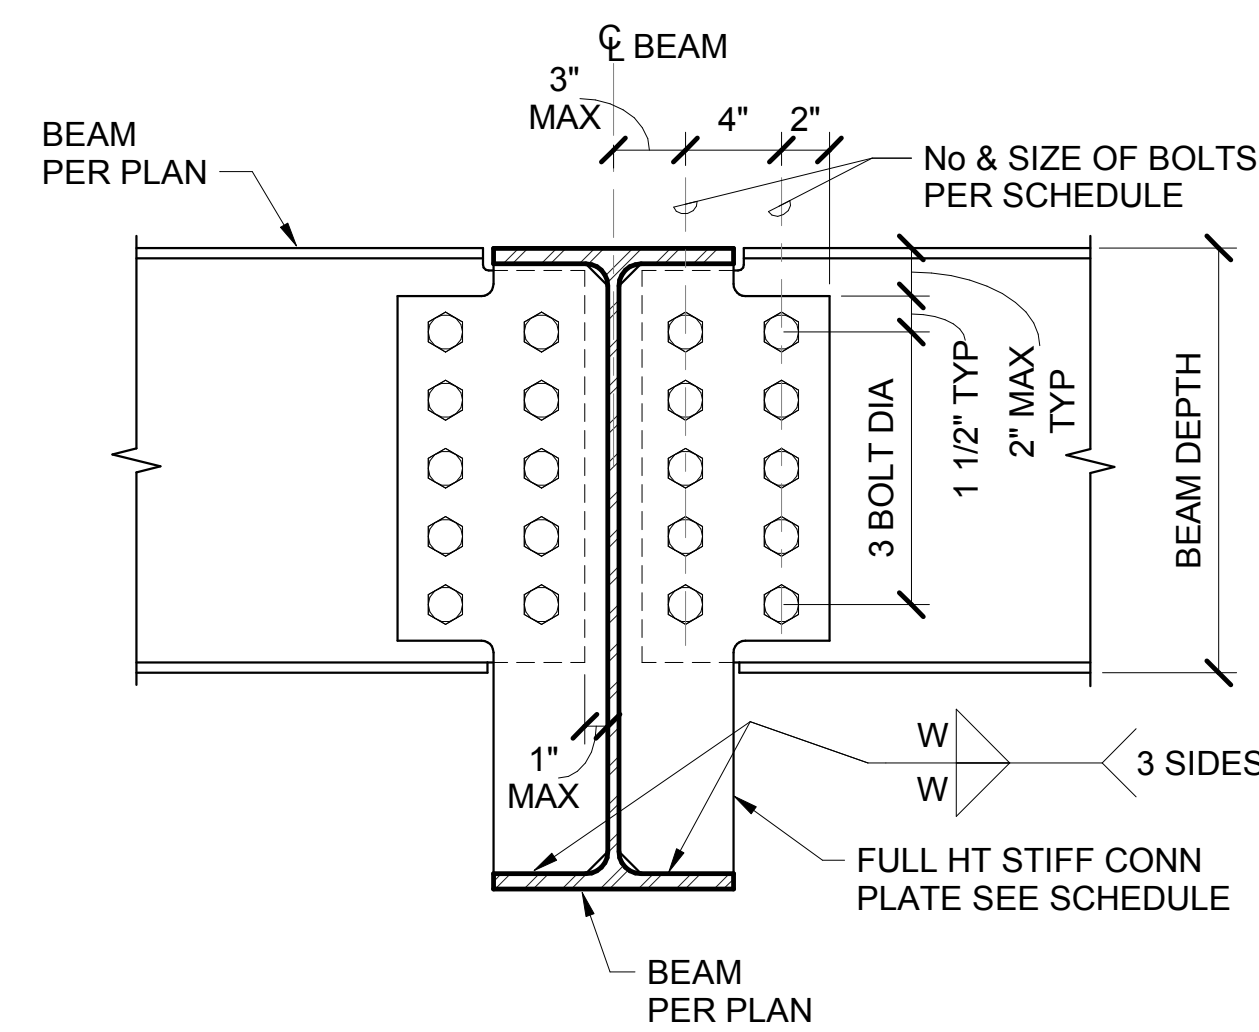 ℄ BEAM
3"
MAX
4"
2"
BEAM
PER PLAN
No & SIZE OF BOLTS
PER SCHEDULE
3 BOLT DIA
1 1/2" TYP
2" MAX
TYP
BEAM DEPTH
1"
MAX
W
W
3 SIDES
FULL HT STIFF CONN
PLATE SEE SCHEDULE
BEAM
PER PLAN